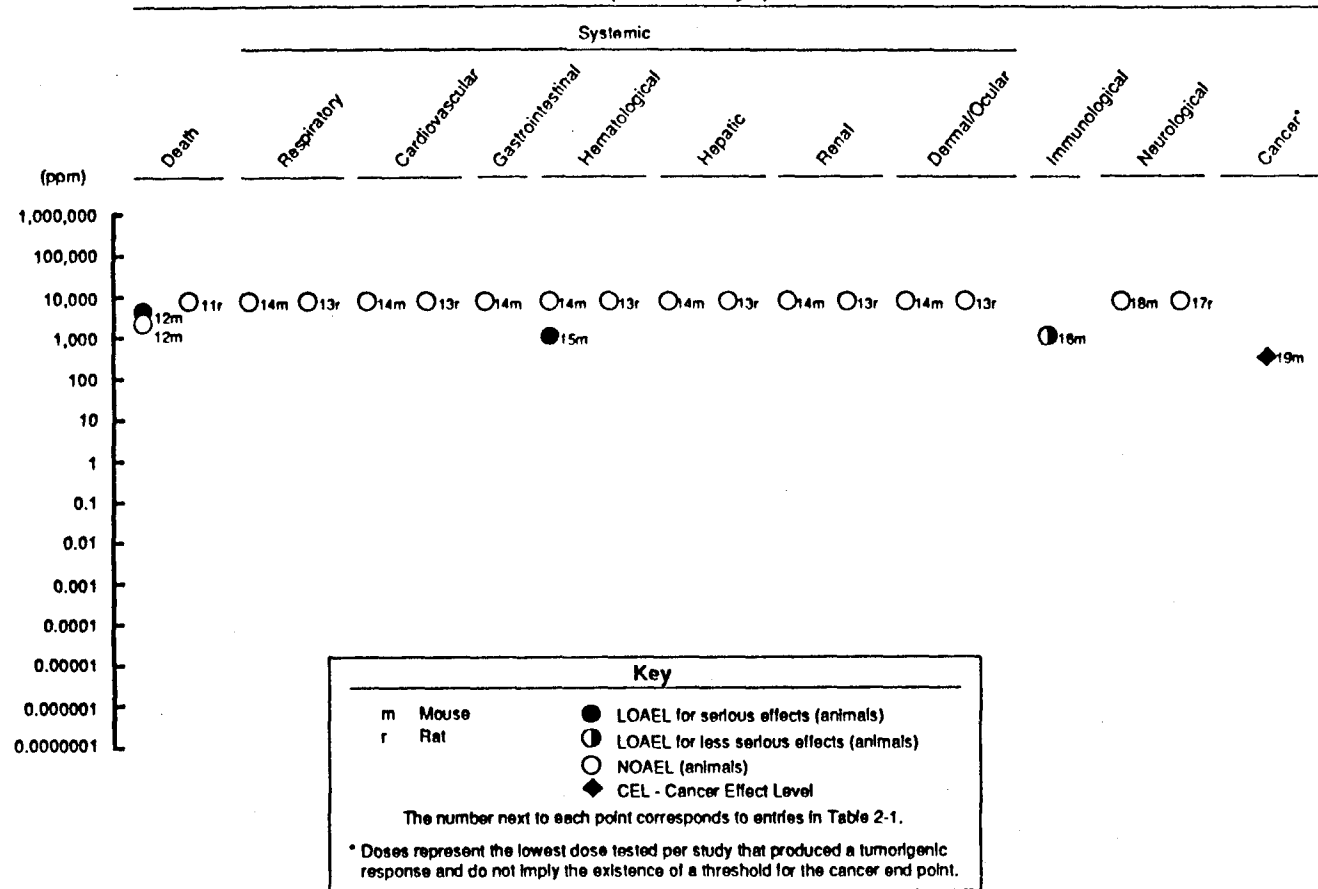 Systemic
Death Respiratory Cardiovascular Gastrointestinal Hematological Hepatic Renal Dermal/Ocular Immunological Neurological Cancer*
(ppm)
1,000,000
100,000
10,000
12m 11r 14m 13r 14m 13r 14m 14m 13r 14m 13r 14m 13r 14m 13r 18m 17r
12m
1,000
15m 16m
19m
100
10
1
0.1
0.01
0.001
0.0001
0.00001
0.000001
0.0000001
Key
m Mouse LOAEL for serious effects (animals)
r Rat LOAEL for less serious effects (animals)
NOAEL (animals)
CEL - Cancer Effect Level
The number next to each point corresponds to entries in Table 2-1.
* Doses represent the lowest dose tested per study that produced a tumorigenic
response and do not imply the existence of a threshold for the cancer end point.